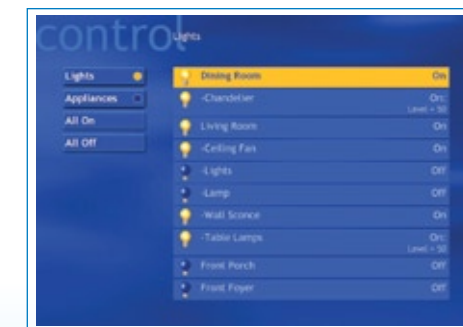 control
Lights
Lights
Appliances
All On
All Off
Dining Room On
-Chandelier On:
Level = 50
Living Room On
-Ceiling Fan On
-Lights Off
-Lamp Off
-Wall Sconce On
-Table Lamps On:
Level = 50
Front Porch Off
Front Foyer Off